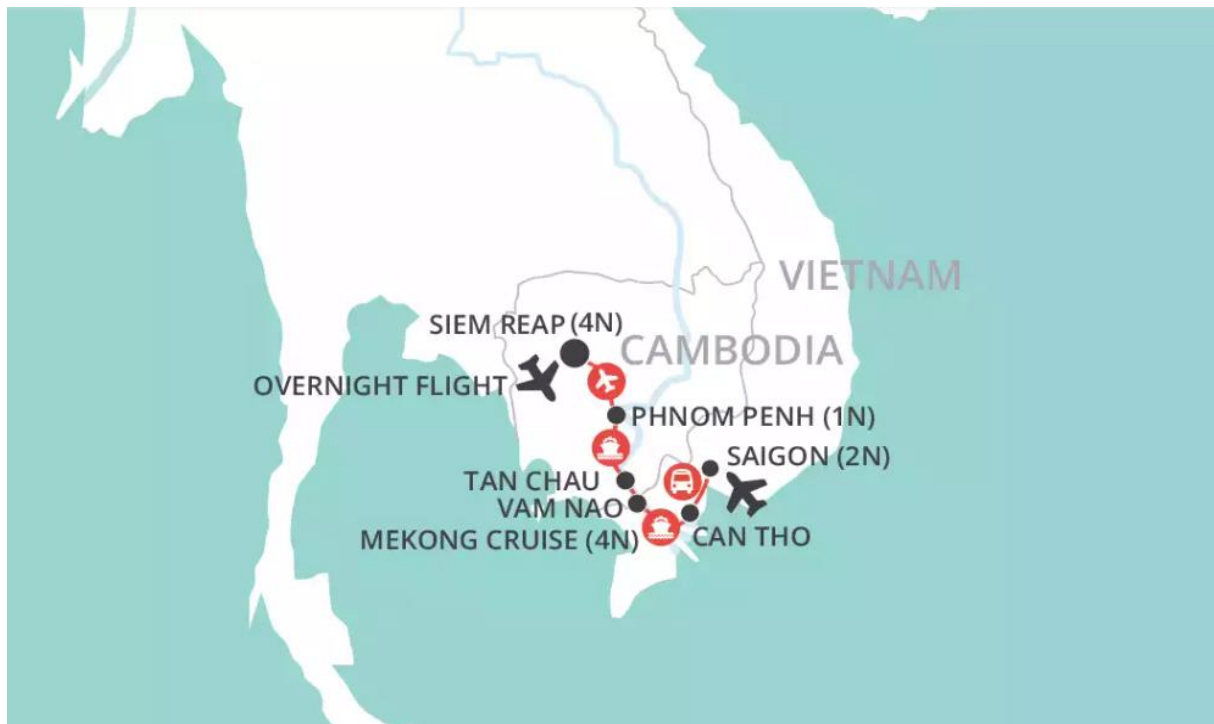 VIETNAM
SIEM REAP (4N)
CAMBODIA
OVERNIGHT FLIGHT
PHNOM PENH (1N)
SAIGON (2N)
TAN CHAU
VAM NAO
MEKONG CRUISE (4N)
CAN THO